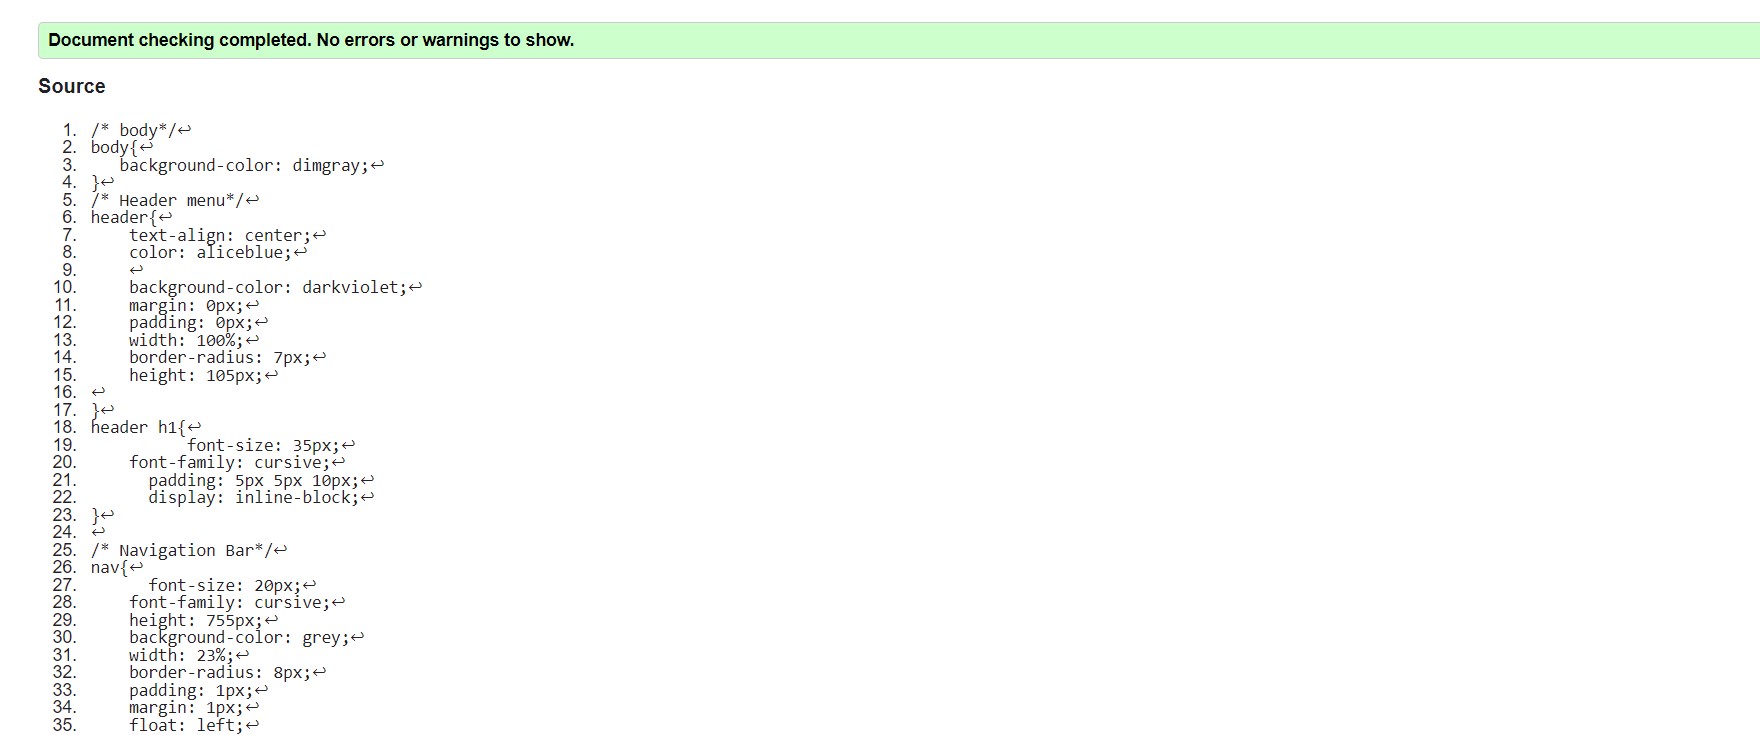 Document checking completed. No errors or warnings to show.
Source
1. /* body*/↩
2. body{↩
3.    background-color: dimgray;↩
4. }↩
5. /* Header menu*/↩
6. header{↩
7.     text-align: center;↩
8.     color: aliceblue;↩
9.     ↩
10.     background-color: darkviolet;↩
11.     margin: 0px;↩
12.     padding: 0px;↩
13.     width: 100%;↩
14.     border-radius: 7px;↩
15.     height: 105px;↩
16. ↩
17. }↩
18. header h1{↩
19.           font-size: 35px;↩
20.     font-family: cursive;↩
21.       padding: 5px 5px 10px;↩
22.       display: inline-block;↩
23. }↩
24. ↩
25. /* Navigation Bar*/↩
26. nav{↩
27.       font-size: 20px;↩
28.     font-family: cursive;↩
29.     height: 755px;↩
30.     background-color: grey;↩
31.     width: 23%;↩
32.     border-radius: 8px;↩
33.     padding: 1px;↩
34.     margin: 1px;↩
35.     float: left;↩